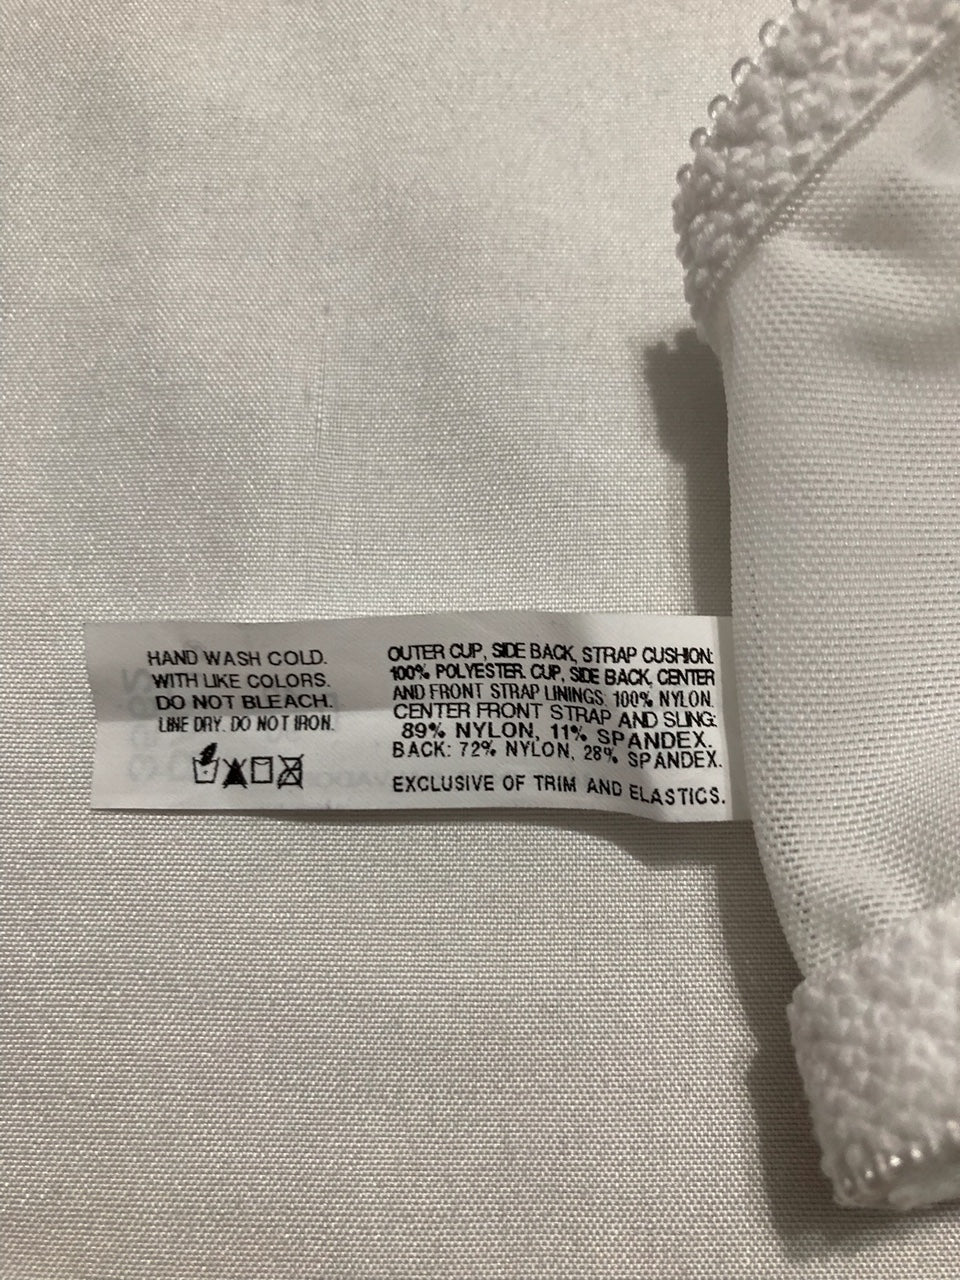 HAND WASH COLD.
WITH LIKE COLORS.
DO NOT BLEACH.
LINE DRY. DO NOT IRON.
OUTER CUP, SIDE BACK, STRAP CUSHION:
100% POLYESTER. CUP, SIDE BACK, CENTER
AND FRONT STRAP LININGS: 100% NYLON.
CENTER FRONT STRAP AND SLING:
89% NYLON, 11% SPANDEX.
BACK: 72% NYLON, 28% SPANDEX.
EXCLUSIVE OF TRIM AND ELASTICS.